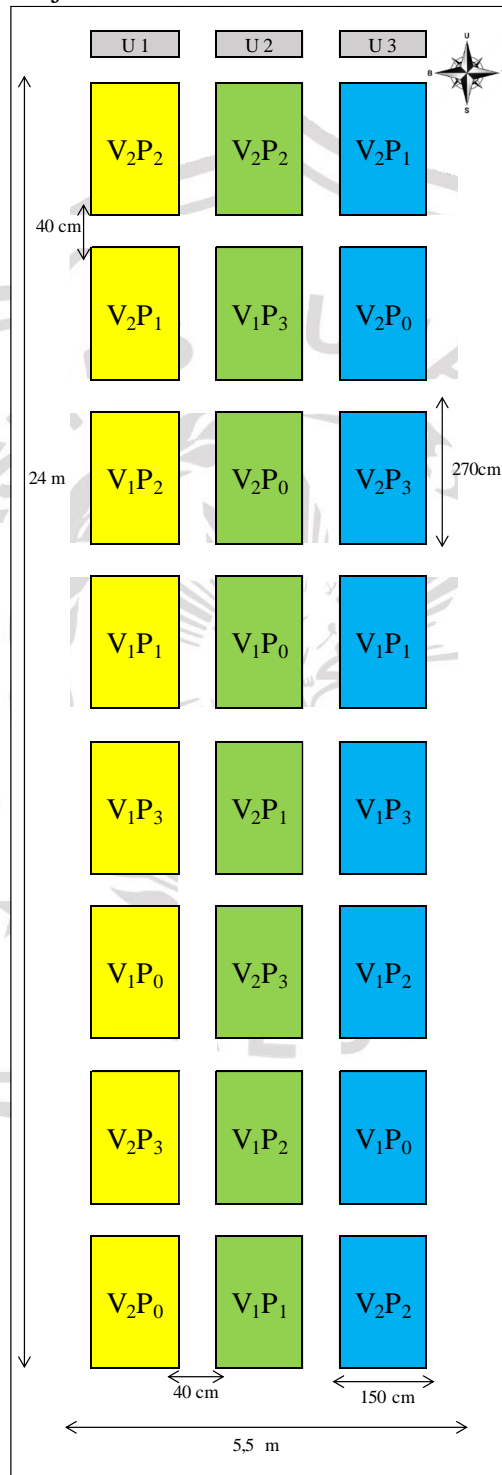 U 1 U 2 U 3
U
B
S
V₂P₂ V₂P₂ V₂P₁
40 cm
V₂P₁ V₁P₃ V₂P₀
24 m
V₁P₂ V₂P₀ V₂P₃
270cm
V₁P₁ V₁P₀ V₁P₁
V₁P₃ V₂P₁ V₁P₃
V₁P₀ V₂P₃ V₁P₂
V₂P₃ V₁P₂ V₁P₀
V₂P₀ V₁P₁ V₂P₂
40 cm 150 cm
5,5 m